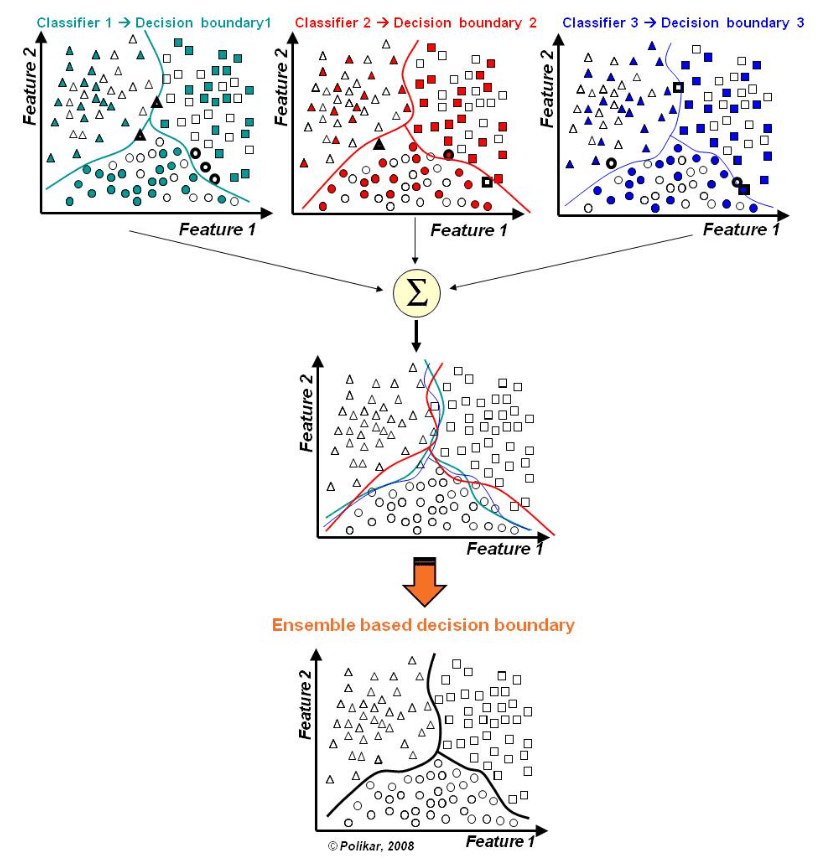 Classifier 1 → Decision boundary1
Classifier 2 → Decision boundary 2
Classifier 3 → Decision boundary 3
Feature 2
Feature 2
Feature 2
Feature 1
Feature 1
Feature 1
Σ
Feature 2
Feature 1
Ensemble based decision boundary
Feature 2
Feature 1
© Polikar, 2008